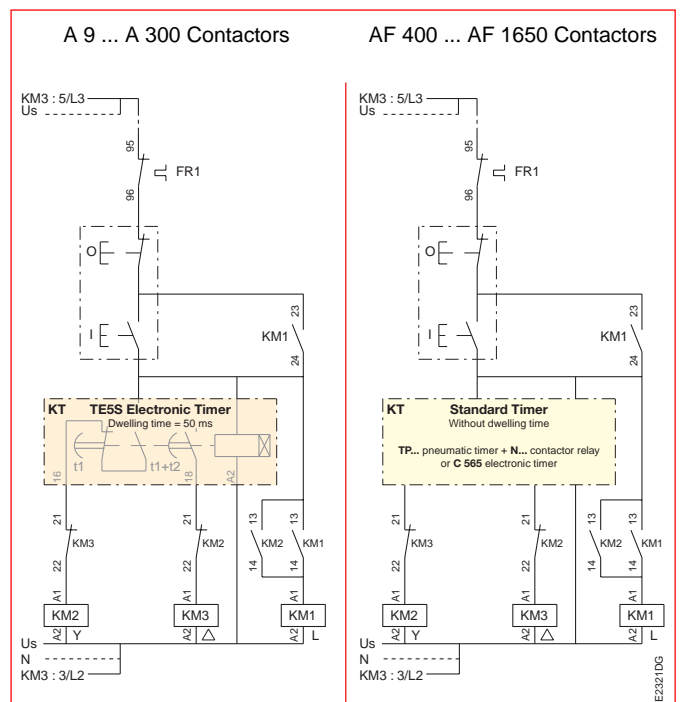 A 9 ... A 300 Contactors
KM3 : 5/L3
Us
95
96
FR1
O
I
23
KM1
24
KT TE5S Electronic Timer
Dwelling time = 50 ms
t1
t1+t2
16
18
A2
21
KM3
22
21
KM2
22
13
KM2
14
13
KM1
14
A1
KM2
A2
Y
A1
KM3
A2
A1
KM1
A2
L
Us
N
KM3 : 3/L2
AF 400 ... AF 1650 Contactors
KM3 : 5/L3
Us
95
96
FR1
O
I
23
KM1
24
KT Standard Timer
Without dwelling time
TP... pneumatic timer + N... contactor relay
or C 565 electronic timer
21
KM3
22
21
KM2
22
13
KM2
14
13
KM1
14
A1
KM2
A2
Y
A1
KM3
A2
A1
KM1
A2
L
Us
N
KM3 : 3/L2
E2321DG